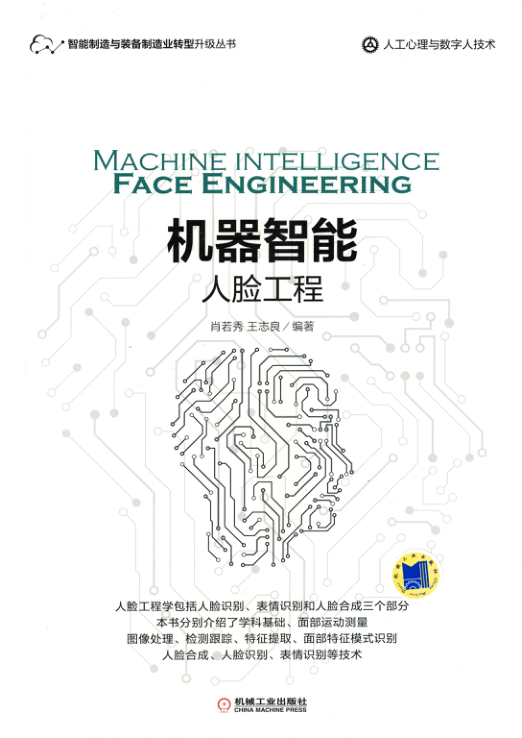 智能制造与装备制造业转型升级丛书
人工心理与数字人技术
MACHINE INTELLIGENCE
FACE ENGINEERING
机器智能
人脸工程
肖若秀 王志良／编著
人脸工程学包括人脸识别、表情识别和人脸合成三个部分
本书分别介绍了学科基础、面部运动测量
图像处理、检测跟踪、特征提取、面部特征模式识别
人脸合成、人脸识别、表情识别等技术
机械工业出版社
CHINA MACHINE PRESS